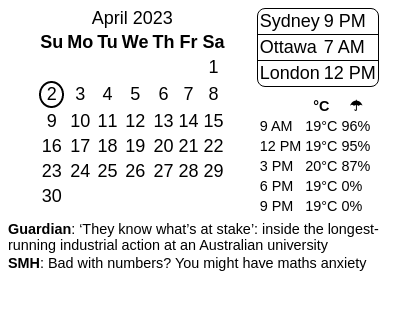 April 2023
Su Mo Tu We Th Fr Sa
1
2 3 4 5 6 7 8
9 10 11 12 13 14 15
16 17 18 19 20 21 22
23 24 25 26 27 28 29
30
Sydney 9 PM
Ottawa 7 AM
London 12 PM
°C ☂
9 AM 19°C 96%
12 PM 19°C 95%
3 PM 20°C 87%
6 PM 19°C 0%
9 PM 19°C 0%
Guardian: ‘They know what’s at stake’: inside the longest-
running industrial action at an Australian university
SMH: Bad with numbers? You might have maths anxiety